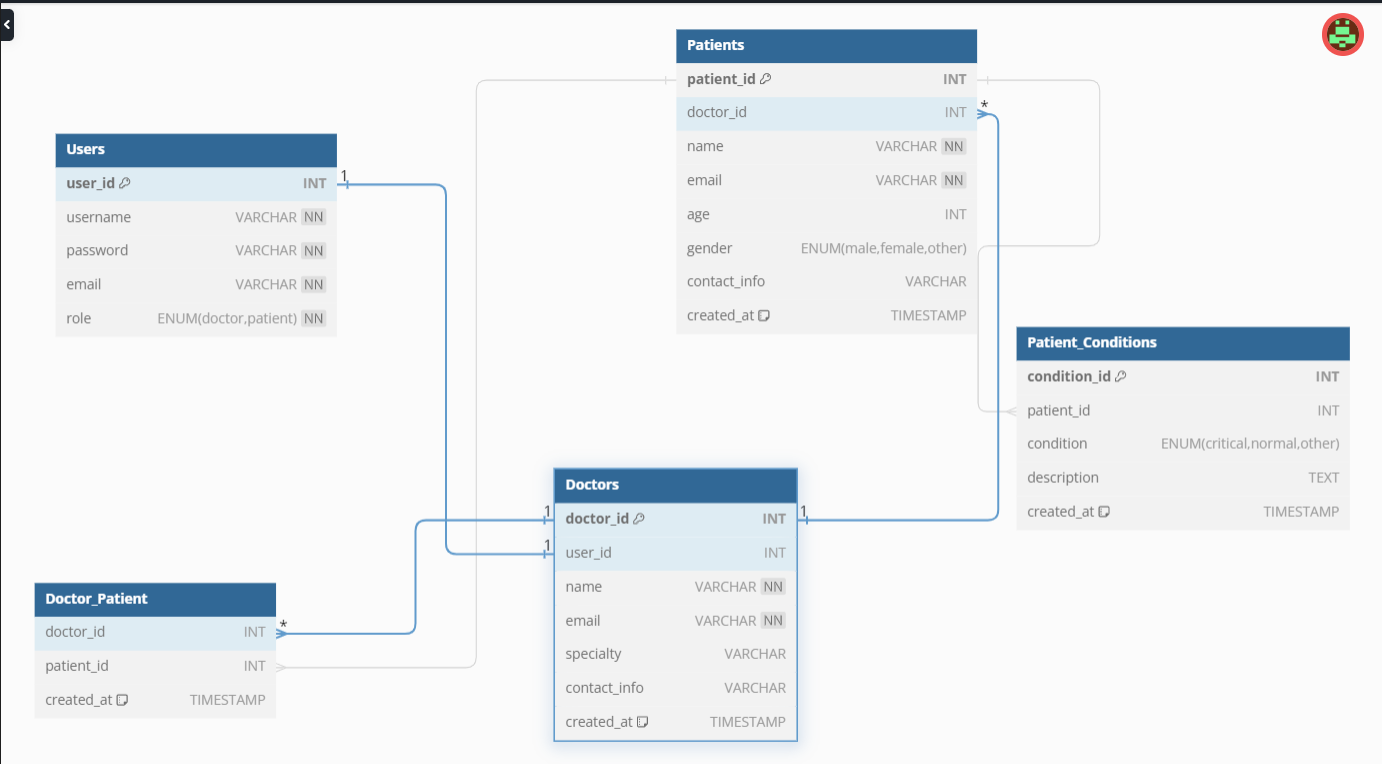 Patients
patient_id INT
doctor_id INT *
name VARCHAR NN
email VARCHAR NN
age INT
gender ENUM(male,female,other)
contact_info VARCHAR
created_at TIMESTAMP
Users
user_id INT 1
username VARCHAR NN
password VARCHAR NN
email VARCHAR NN
role ENUM(doctor,patient) NN
Patient_Conditions
condition_id INT
patient_id INT
condition ENUM(critical,normal,other)
description TEXT
created_at TIMESTAMP
Doctors
1 doctor_id INT 1
1 user_id INT
name VARCHAR NN
email VARCHAR NN
specialty VARCHAR
contact_info VARCHAR
created_at TIMESTAMP
Doctor_Patient
doctor_id INT *
patient_id INT
created_at TIMESTAMP